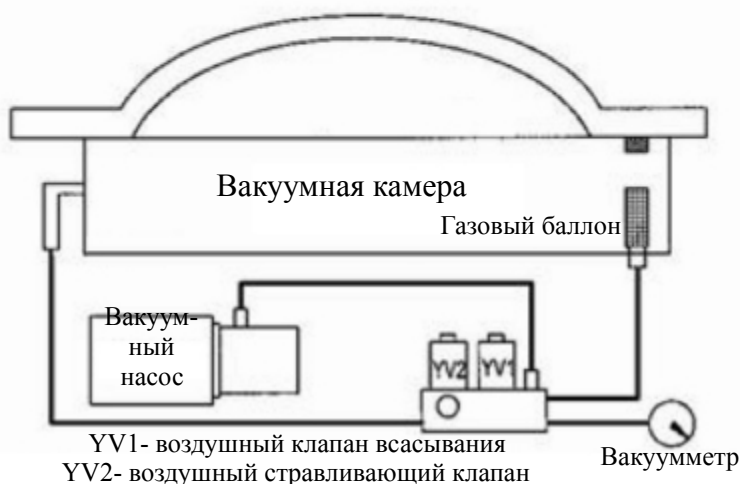 Вакуумная камера
Газовый баллон
Вакуум-
ный
насос
YV2 YV1
YV1- воздушный клапан всасывания
Вакуумметр
YV2- воздушный стравливающий клапан